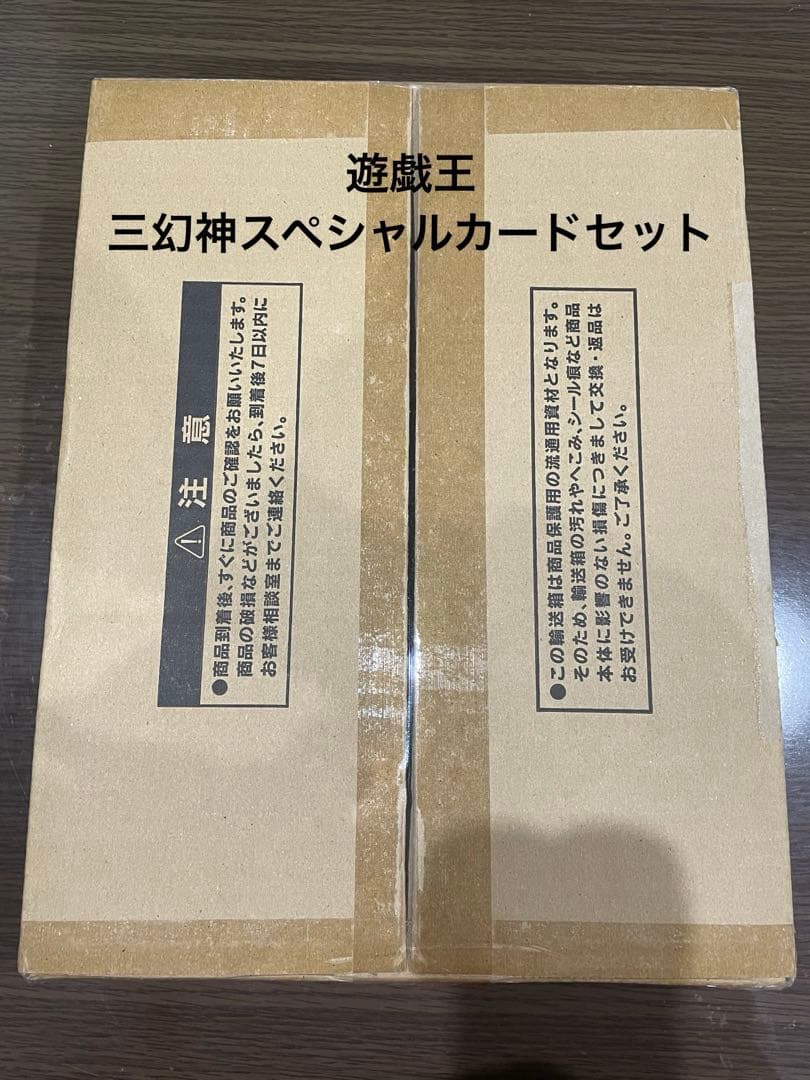 遊戯王
三幻神スペシャルカードセット
注意
●商品到着後、すぐに商品のご確認をお願いいたします。
商品の破損などがございましたら、到着後7日以内に
お客様相談室までご連絡ください。
●この輸送箱は商品保護用の流通用資材となります。
そのため、輸送箱の汚れやへこみ、シール痕など商品
本体に影響のない損傷につきまして交換・返品は
お受けできません。ご了承ください。